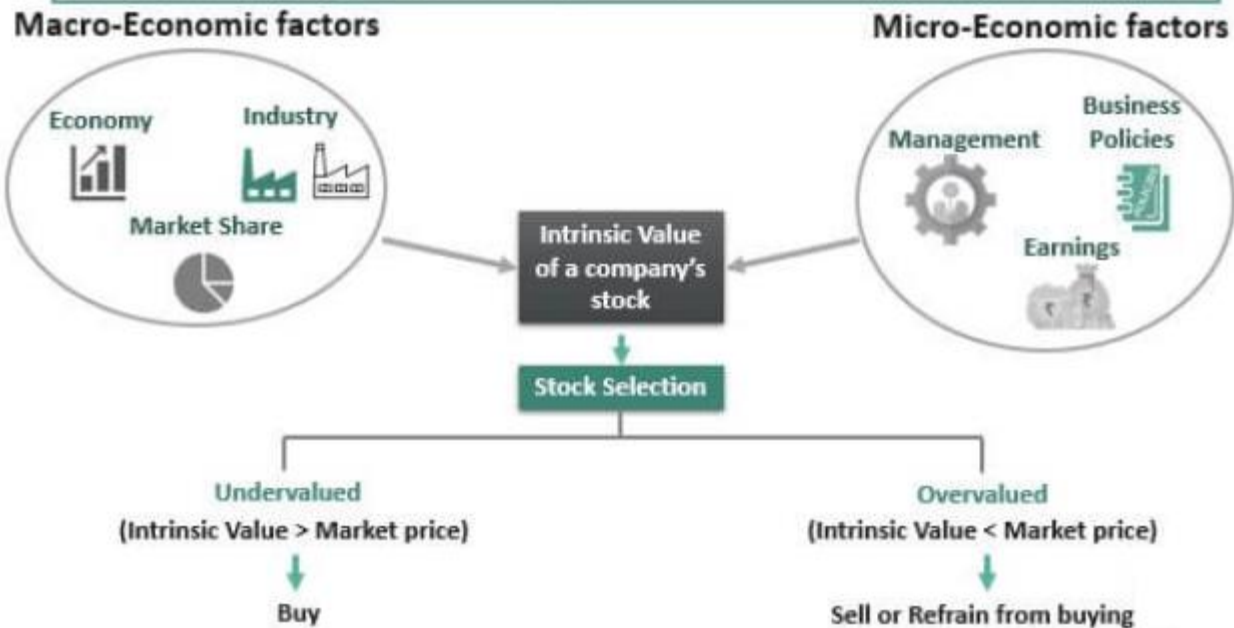 Macro-Economic factors
Micro-Economic factors
Economy
Industry
Market Share
Management
Business
Policies
Earnings
Intrinsic Value
of a company's
stock
Stock Selection
Undervalued
(Intrinsic Value > Market price)
Buy
Overvalued
(Intrinsic Value < Market price)
Sell or Refrain from buying